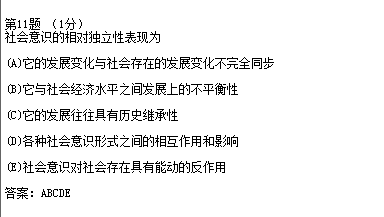 第11题 （1分）
社会意识的相对独立性表现为
(A)它的发展变化与社会存在的发展变化不完全同步
(B)它与社会经济水平之间发展上的不平衡性
(C)它的发展往往具有历史继承性
(D)各种社会意识形式之间的相互作用和影响
(E)社会意识对社会存在具有能动的反作用
答案：ABCDE